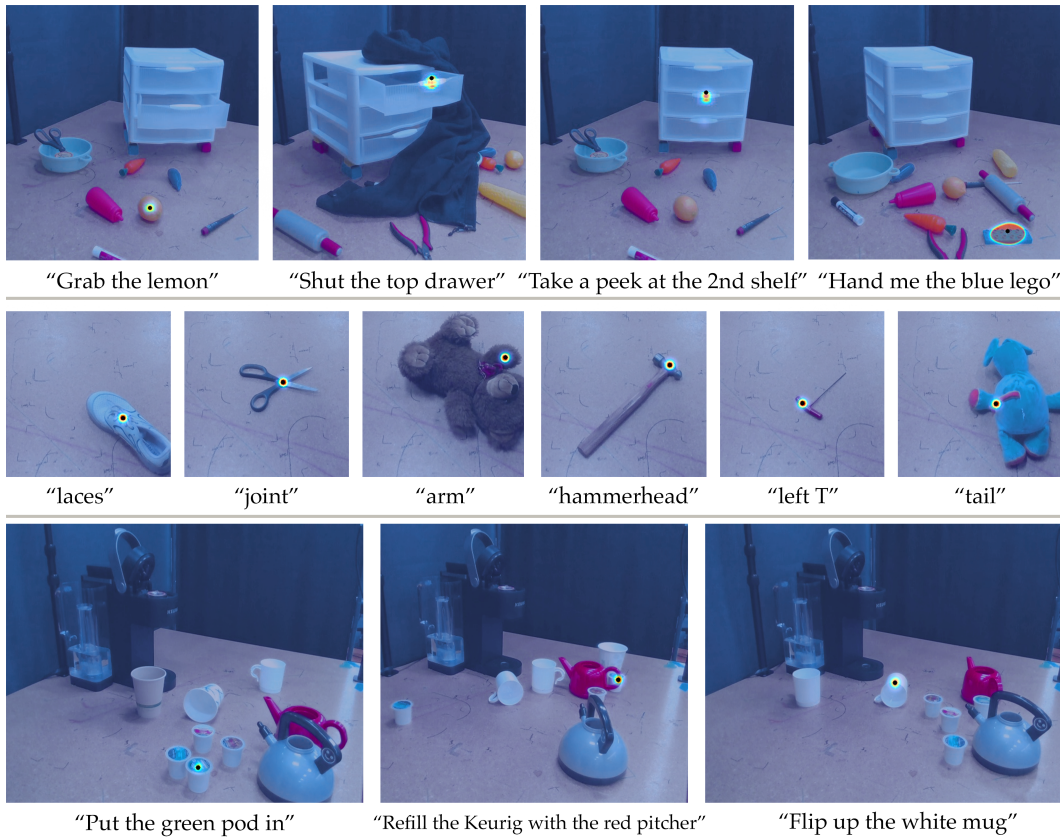 “Grab the lemon”
“Shut the top drawer”
“Take a peek at the 2nd shelf”
“Hand me the blue lego”
“laces”
“joint”
“arm”
“hammerhead”
“left T”
“tail”
“Put the green pod in”
“Refill the Keurig with the red pitcher”
“Flip up the white mug”